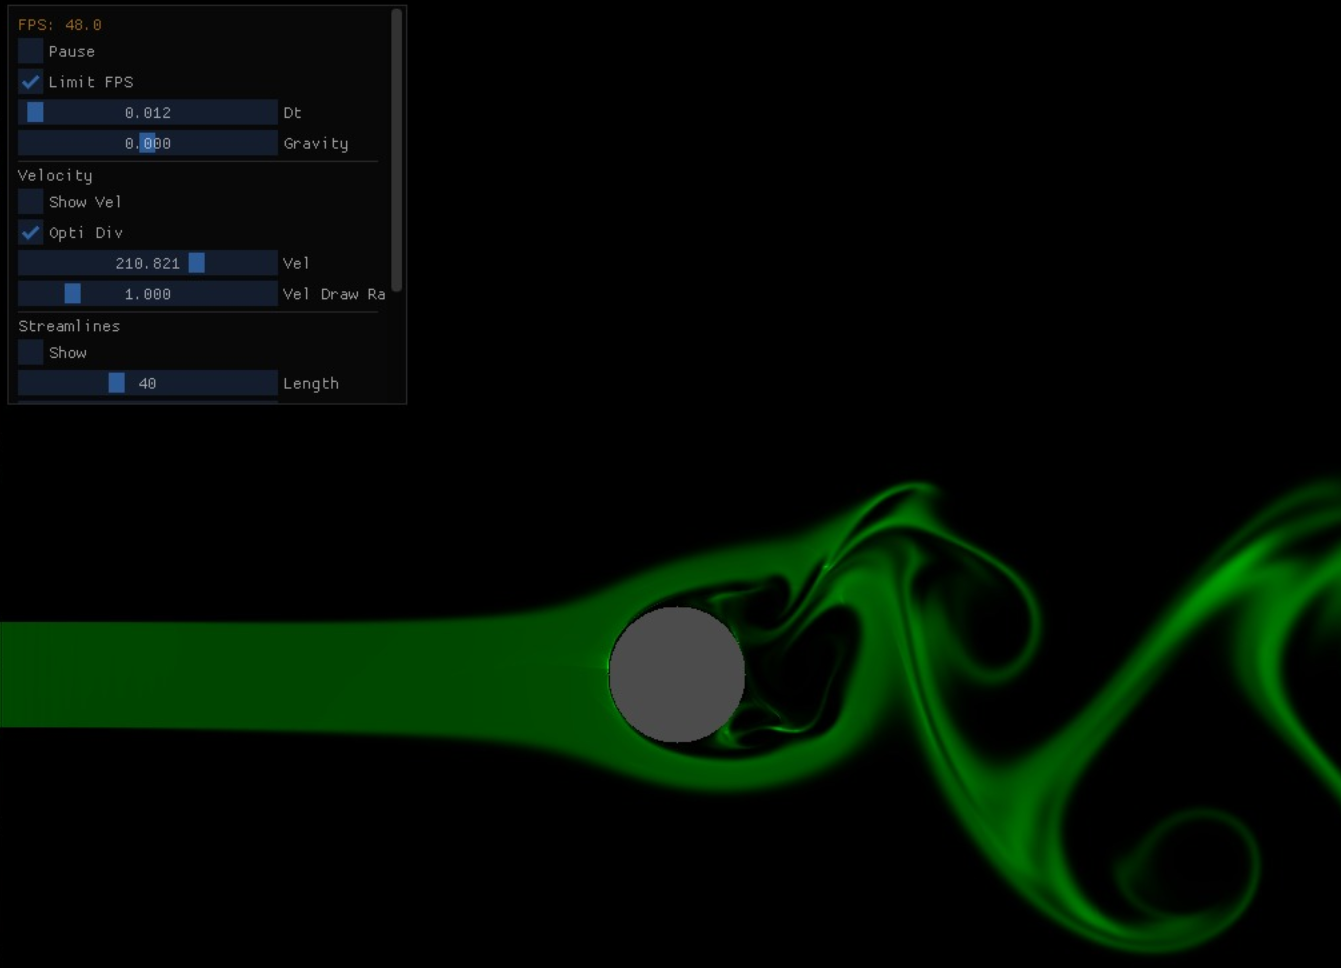 FPS: 48.0
Pause
Limit FPS
0.012 Dt
0.000 Gravity
Velocity
Show Vel
Opti Div
210.821 Vel
1.000 Vel Draw Ra
Streamlines
Show
40 Length